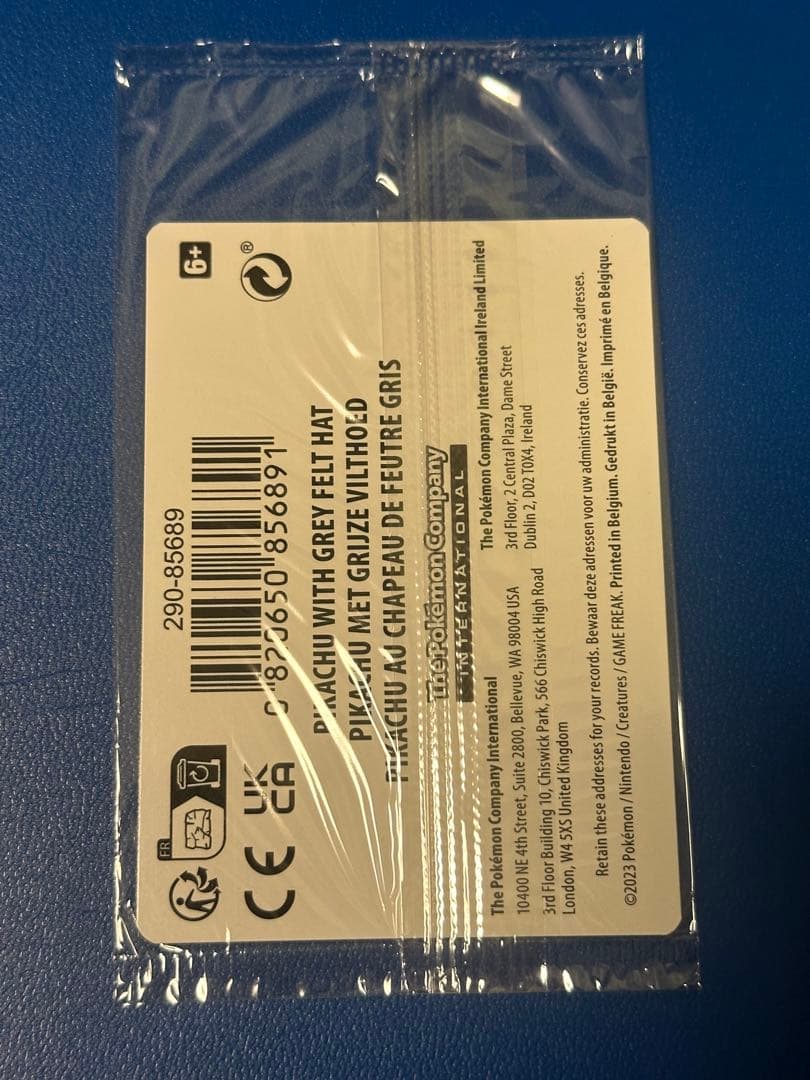 6+
®
290-85689
0 820650 856891
FR
CE
UK
CA
PIKACHU WITH GREY FELT HAT
PIKACHU MET GRIJZE VILTHOED
PIKACHU AU CHAPEAU DE FEUTRE GRIS
The Pokémon Company
INTERNATIONAL
The Pokémon Company International
10400 NE 4th Street, Suite 2800, Bellevue, WA 98004 USA
3rd Floor Building 10, Chiswick Park, 566 Chiswick High Road
London, W4 5XS United Kingdom
The Pokémon Company International Ireland Limited
3rd Floor, 2 Central Plaza, Dame Street
Dublin 2, D02 T0X4, Ireland
Retain these addresses for your records. Bewaar deze adressen voor uw administratie. Conservez ces adresses.
©2023 Pokémon / Nintendo / Creatures / GAME FREAK. Printed in Belgium. Gedrukt in België. Imprimé en Belgique.